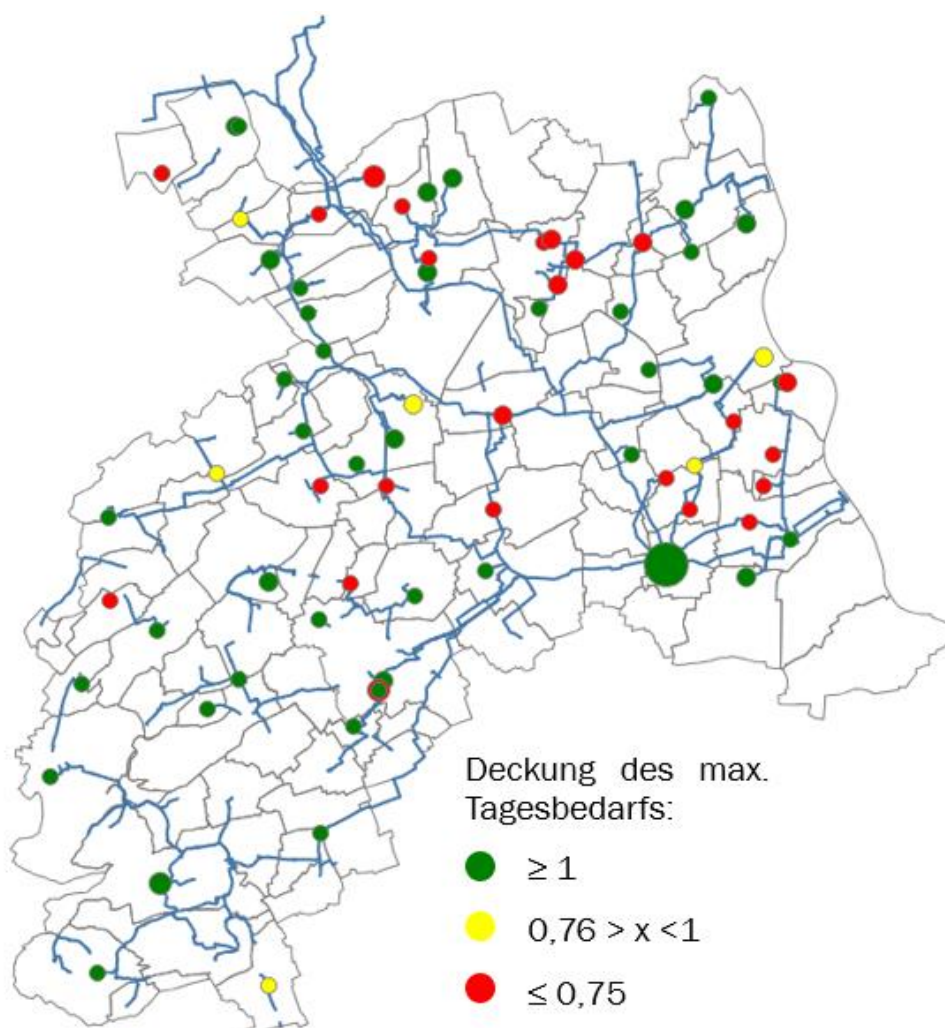 Deckung des max.
Tagesbedarfs:
≥ 1
0,76 > x <1
≤ 0,75